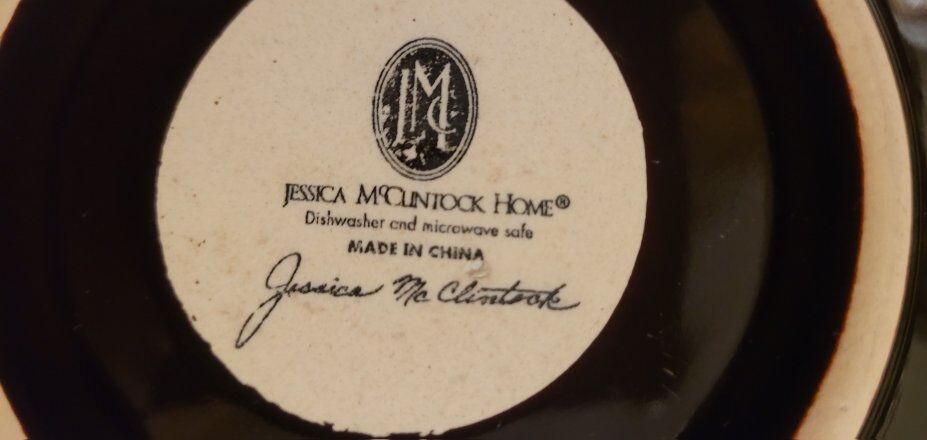 JMC
JESSICA MCCLINTOCK HOME®
Dishwasher and microwave safe
MADE IN CHINA
Jessica McClintock